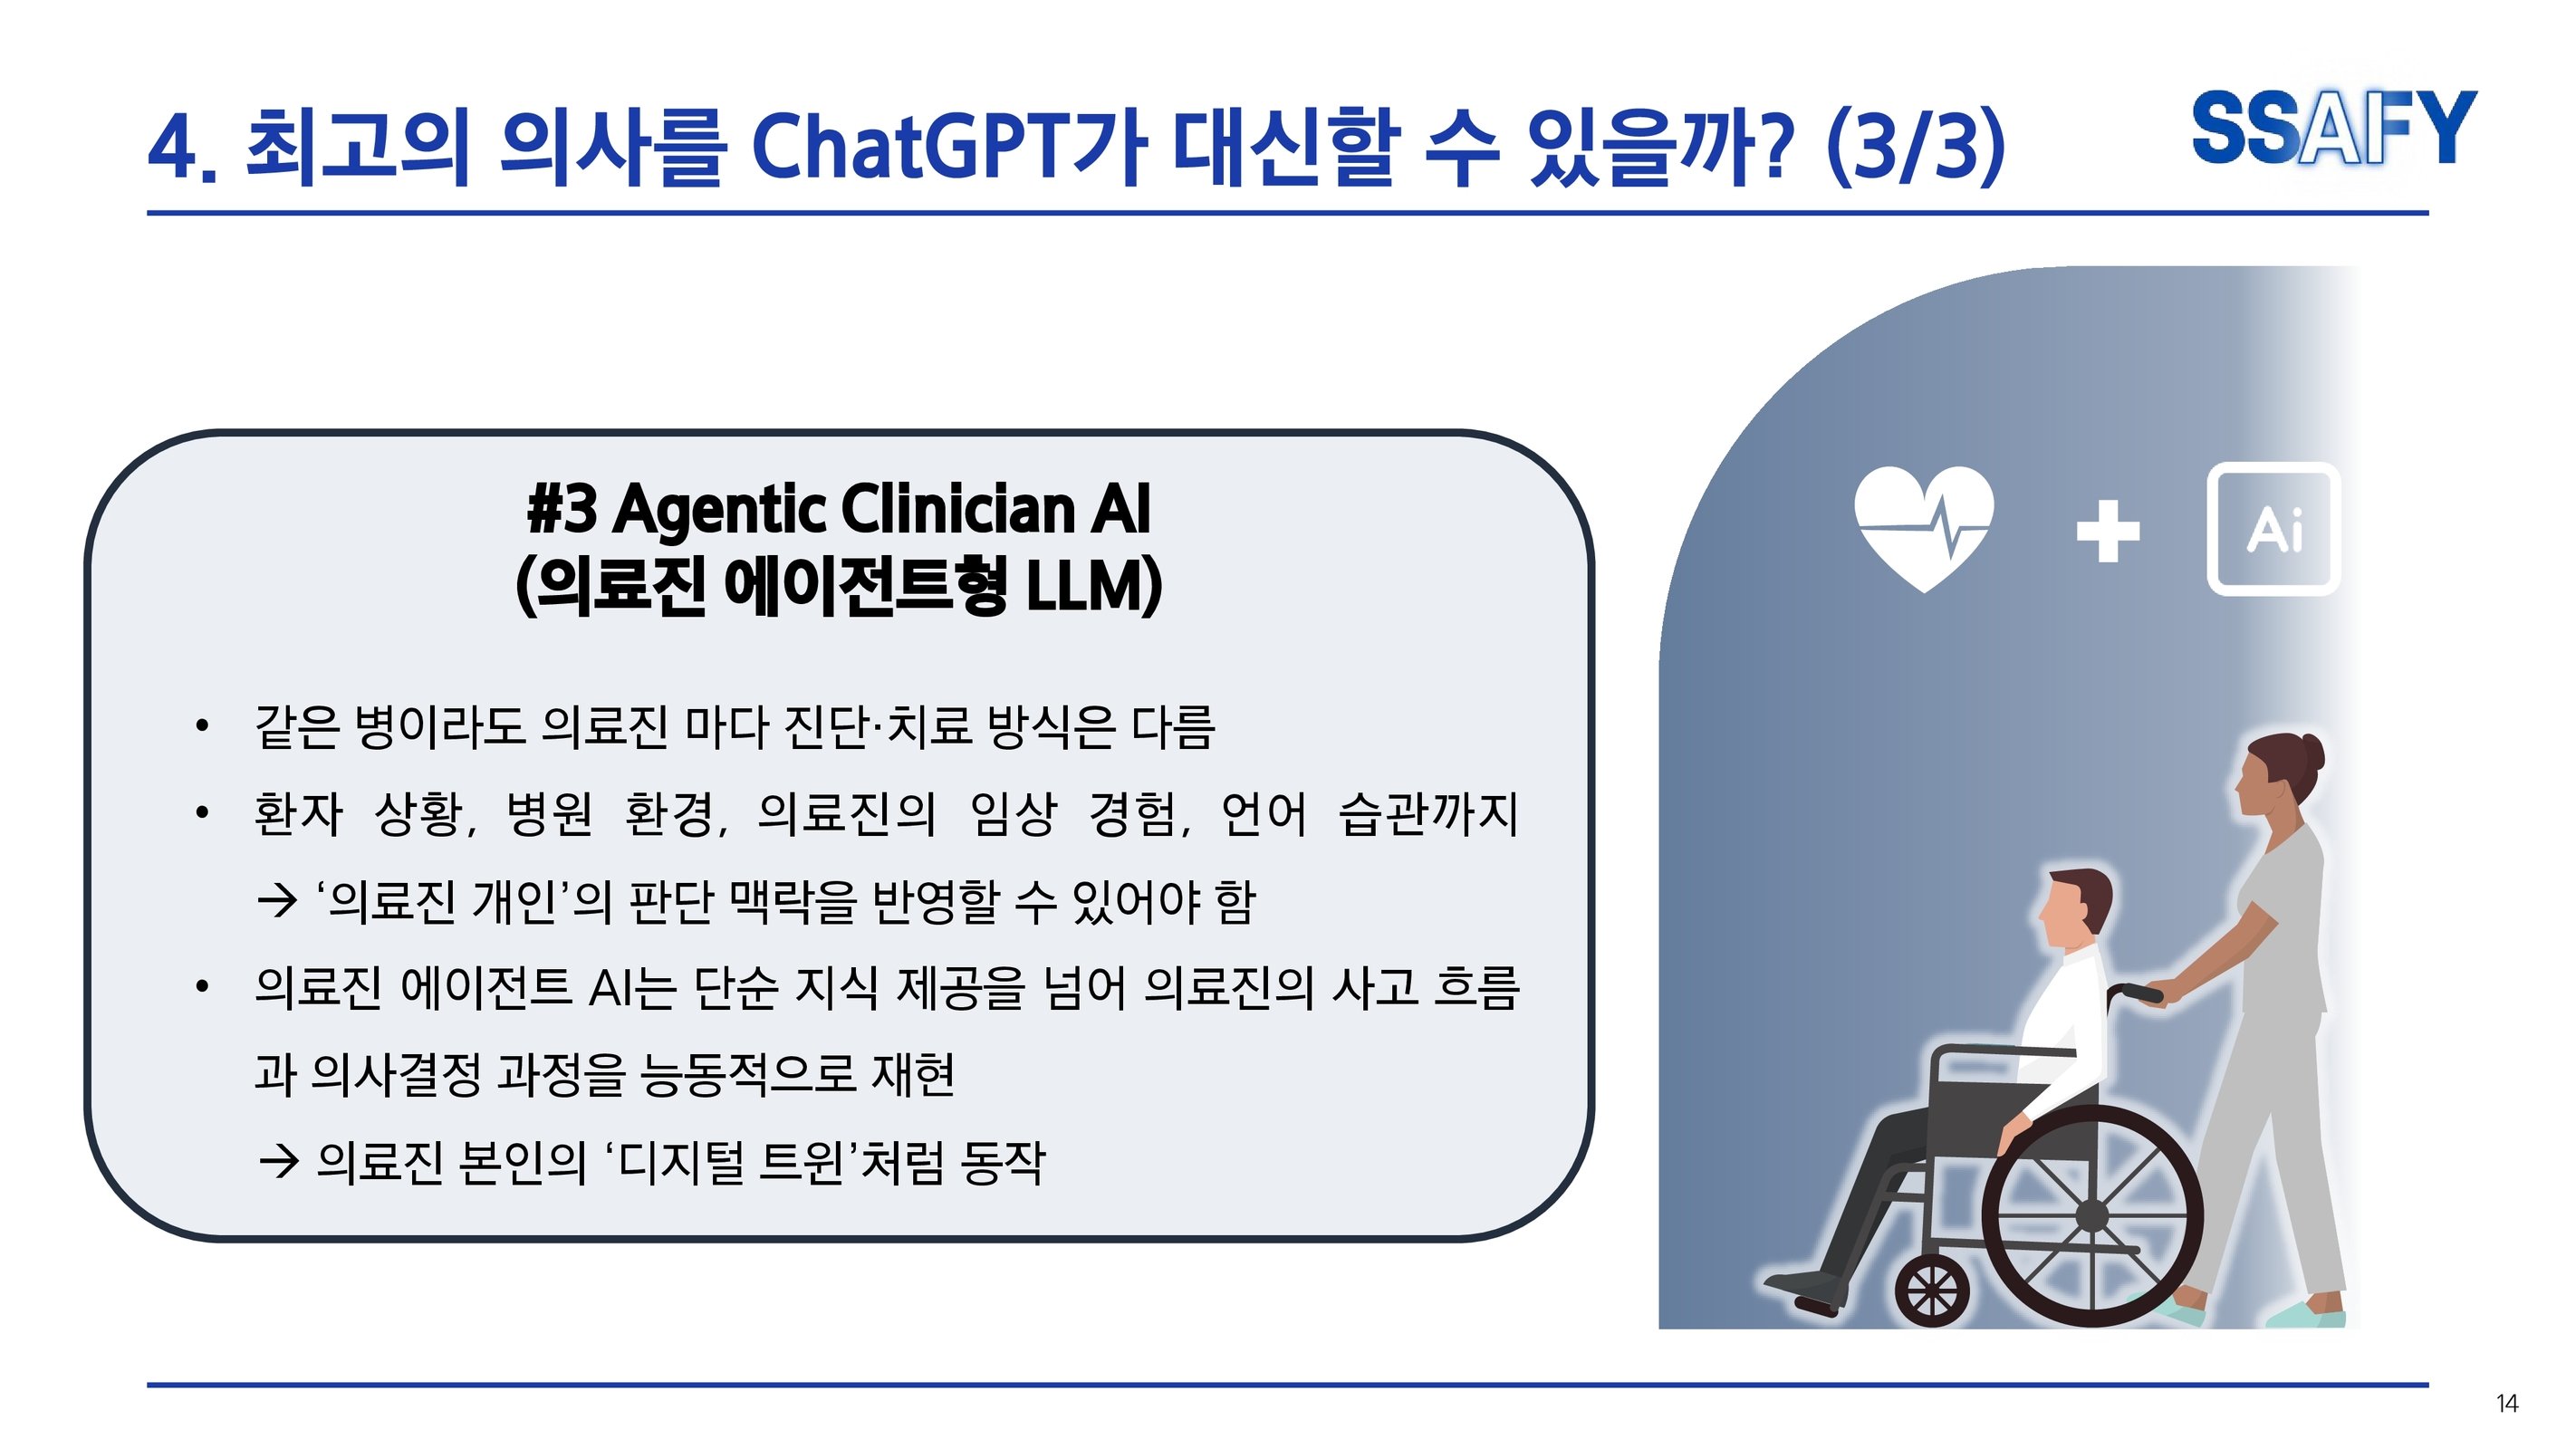 4. 최고의 의사를 ChatGPT가 대신할 수 있을까? (3/3)
SSAFY
#3 Agentic Clinician AI
(의료진 에이전트형 LLM)
• 같은 병이라도 의료진 마다 진단·치료 방식은 다름
• 환자 상황, 병원 환경, 의료진의 임상 경험, 언어 습관까지
→ ‘의료진 개인’의 판단 맥락을 반영할 수 있어야 함
• 의료진 에이전트 AI는 단순 지식 제공을 넘어 의료진의 사고 흐름
과 의사결정 과정을 능동적으로 재현
→ 의료진 본인의 ‘디지털 트윈’처럼 동작
Ai
14